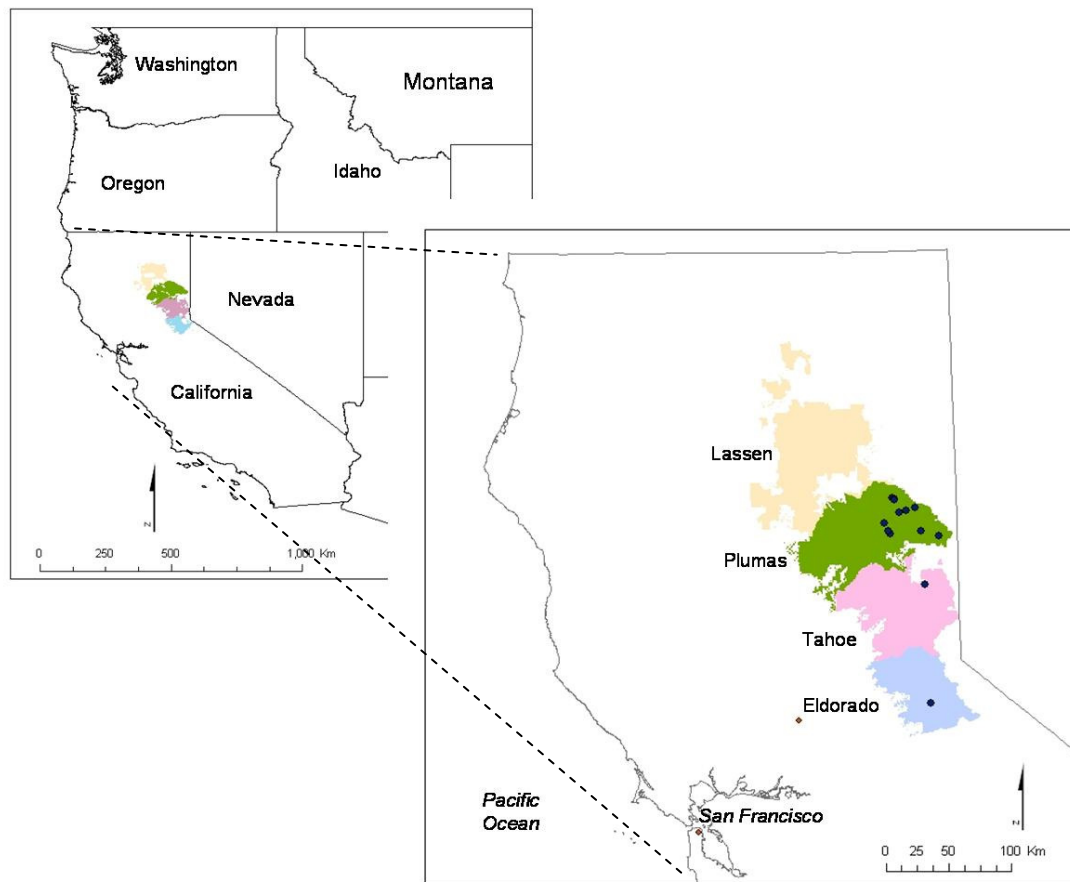 Washington
Montana
Oregon
Idaho
Nevada
California
N
0 500 1,000 Km
Lassen
Plumas
Tahoe
Eldorado
Pacific
Ocean
San Francisco
N
0 25 50 100 Km